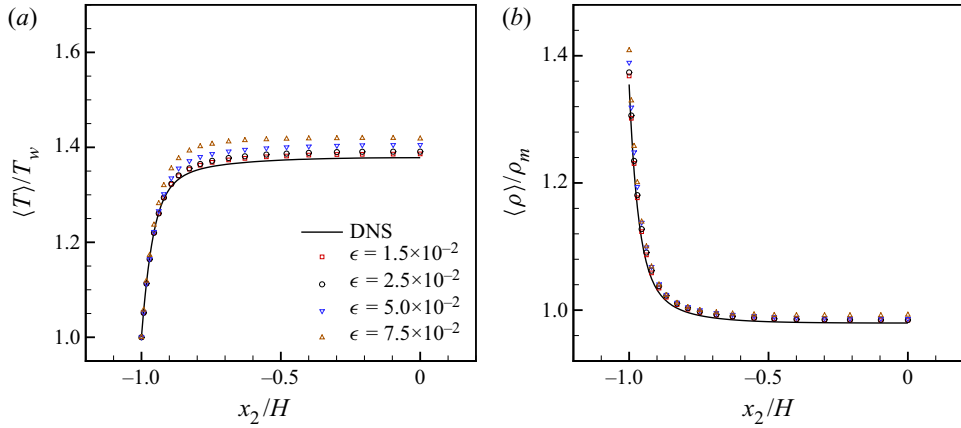 (a)
1.6
1.4
1.2
1.0
⟨T⟩/T_w
DNS
ϵ = 1.5×10⁻²
ϵ = 2.5×10⁻²
ϵ = 5.0×10⁻²
ϵ = 7.5×10⁻²
–1.0
–0.5
0
x₂/H
(b)
1.4
1.2
1.0
⟨ρ⟩/ρ_m
–1.0
–0.5
0
x₂/H